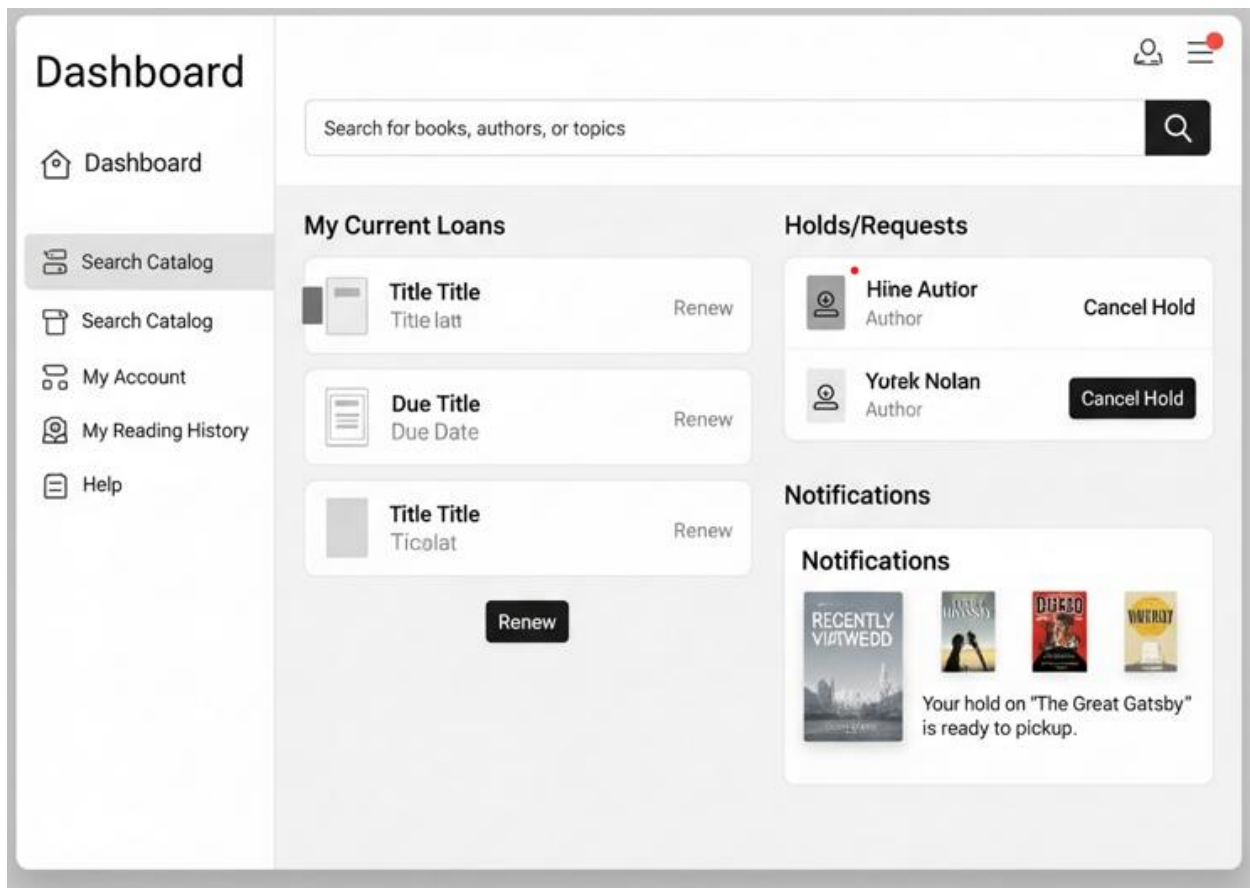 Dashboard
Dashboard
Search Catalog
Search Catalog
My Account
My Reading History
Help
Search for books, authors, or topics
My Current Loans
Title Title
Renew
Due Title
Due Date
Renew
Title Title
Ticolat
Renew
Renew
Holds/Requests
Hiine Autior
Author
Cancel Hold
Yotek Nolan
Author
Cancel Hold
Notifications
Notifications
RECENTLY
VIATWEDD
Your hold on "The Great Gatsby"
is ready to pickup.